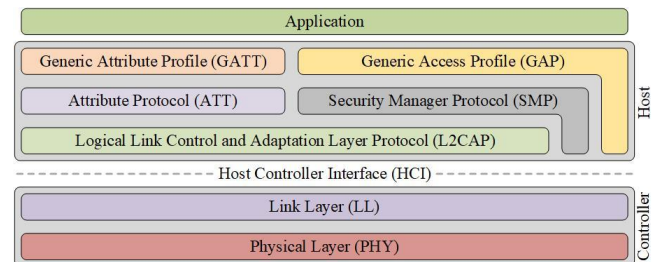 Application
Generic Attribute Profile (GATT)
Generic Access Profile (GAP)
Attribute Protocol (ATT)
Security Manager Protocol (SMP)
Logical Link Control and Adaptation Layer Protocol (L2CAP)
Host
Host Controller Interface (HCI)
Link Layer (LL)
Physical Layer (PHY)
Controller